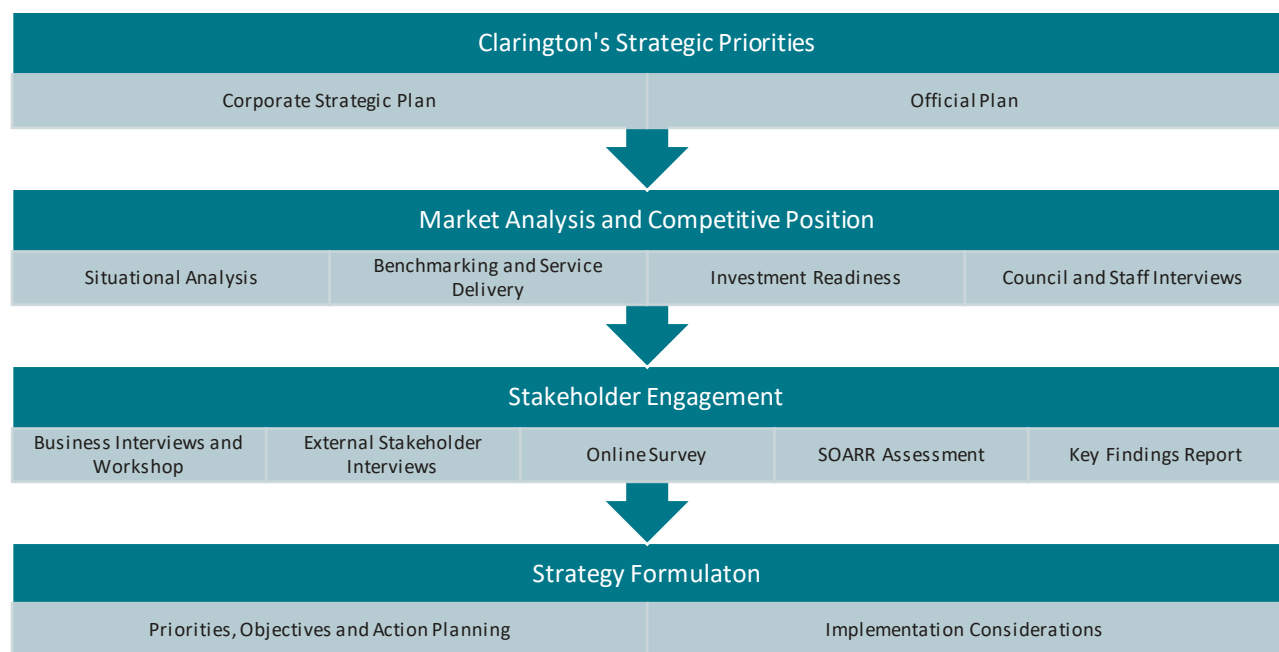 Clarington's Strategic Priorities
Corporate Strategic Plan
Official Plan
Market Analysis and Competitive Position
Situational Analysis
Benchmarking and Service
Delivery
Investment Readiness
Council and Staff Interviews
Stakeholder Engagement
Business Interviews and
Workshop
External Stakeholder
Interviews
Online Survey
SOARR Assessment
Key Findings Report
Strategy Formulaton
Priorities, Objectives and Action Planning
Implementation Considerations